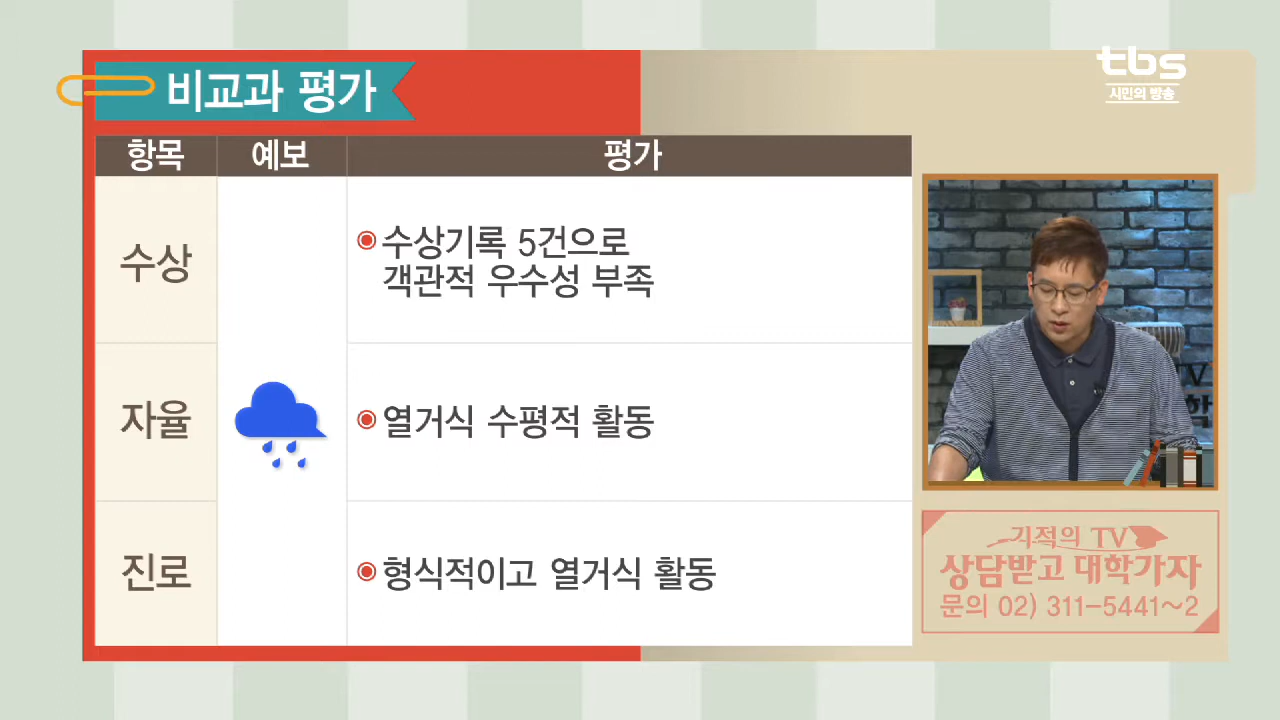 tbs
시민의 방송
비교과 평가
항목 예보 평가
수상
수상기록 5건으로
객관적 우수성 부족
자율
열거식 수평적 활동
진로
형식적이고 열거식 활동
TV
기적의 TV
상담받고 대학가자
문의 02) 311-5441~2